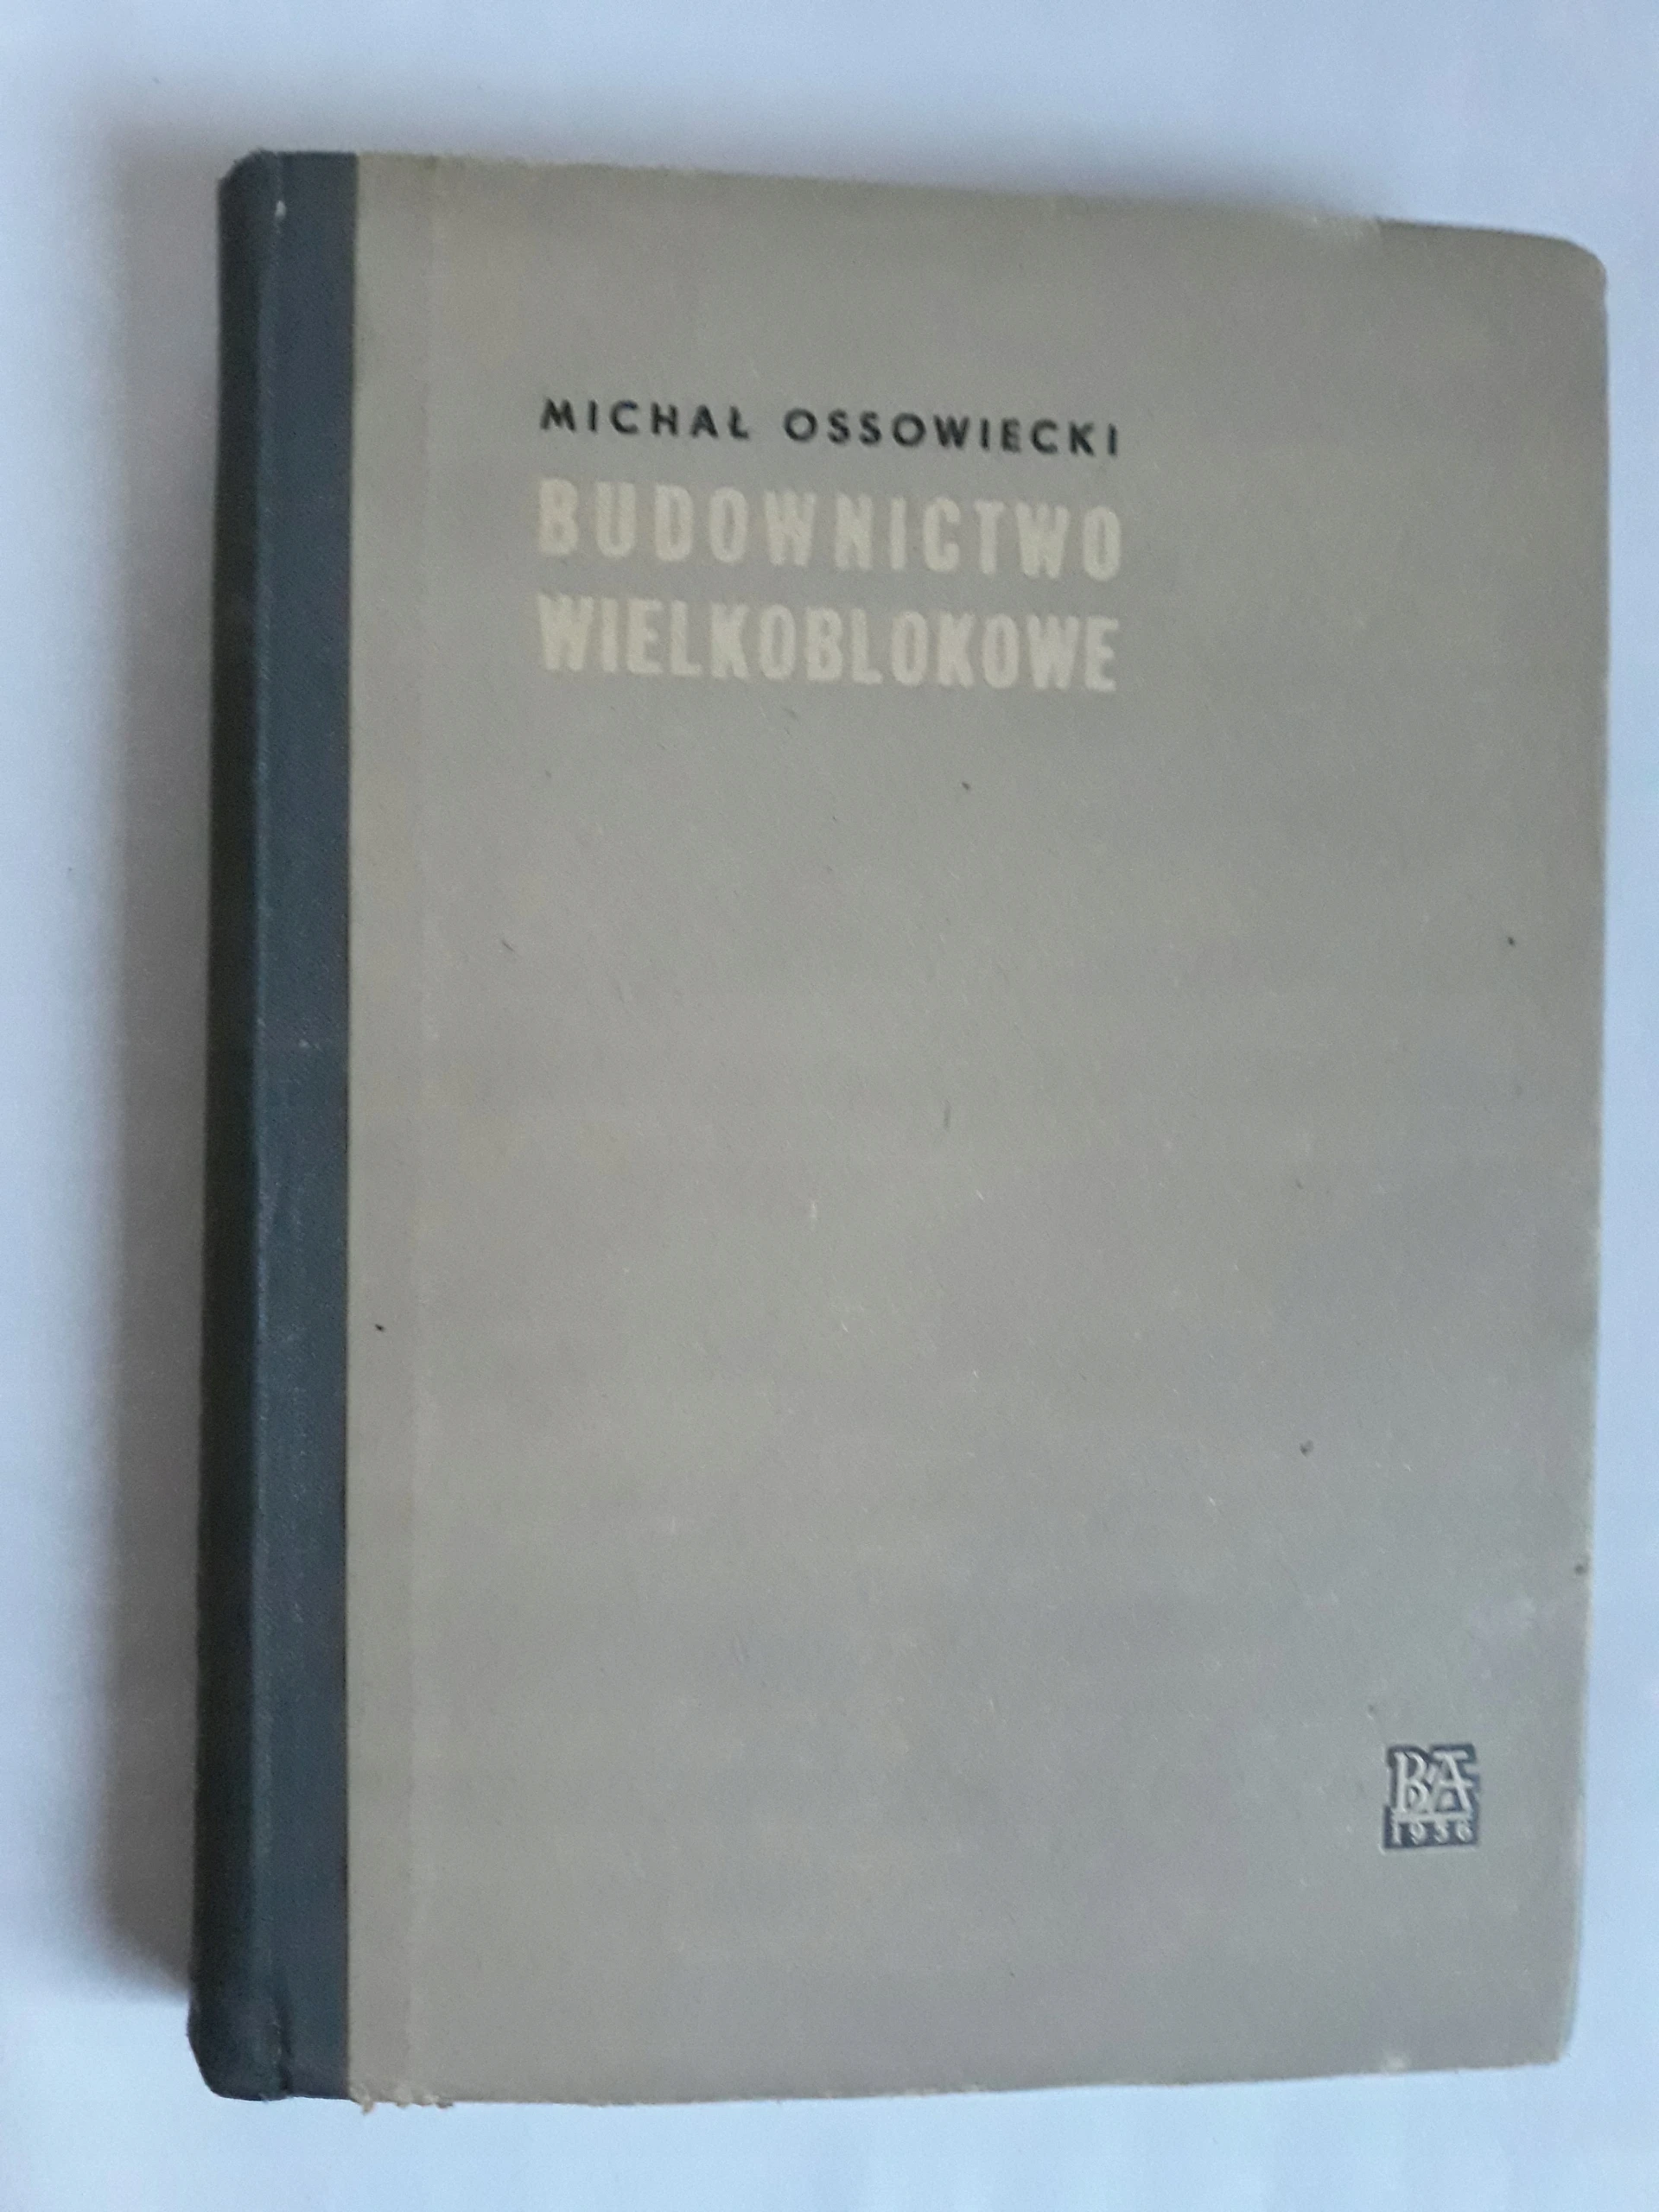 MICHAŁ OSSOWIECKI
BUDOWNICTWO
WIELKOBLOKOWE
BA
1956